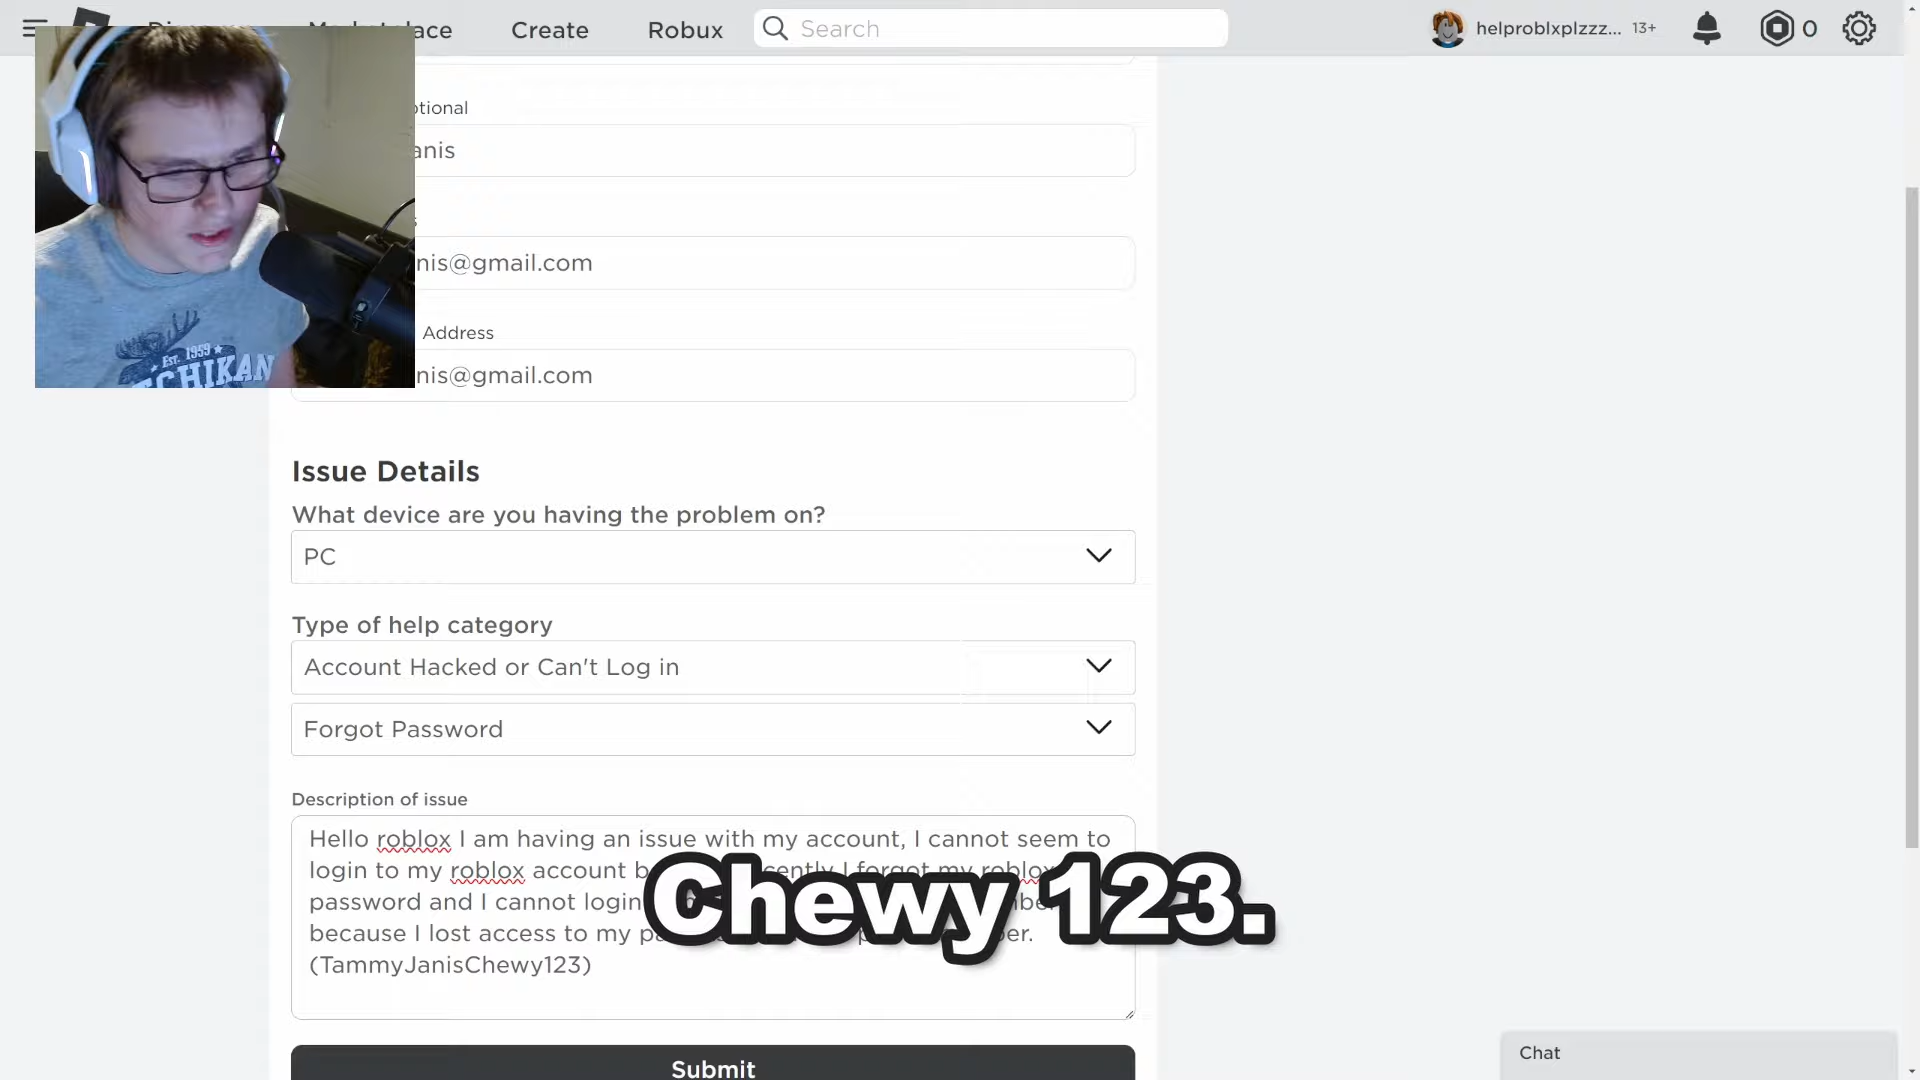 Create
Robux
Search
helproblxplzzz...
13+
0
anis
nis@gmail.com
Address
nis@gmail.com
Est. 1959
Issue Details
What device are you having the problem on?
PC
Type of help category
Account Hacked or Can't Log in
Forgot Password
Description of issue
Hello roblox I am having an issue with my account, I cannot seem to
login to my roblox account my roblox
password and I cannot login
because I lost access to my
(TammyJanisChewy123)
Chewy 123.
Submit
Chat